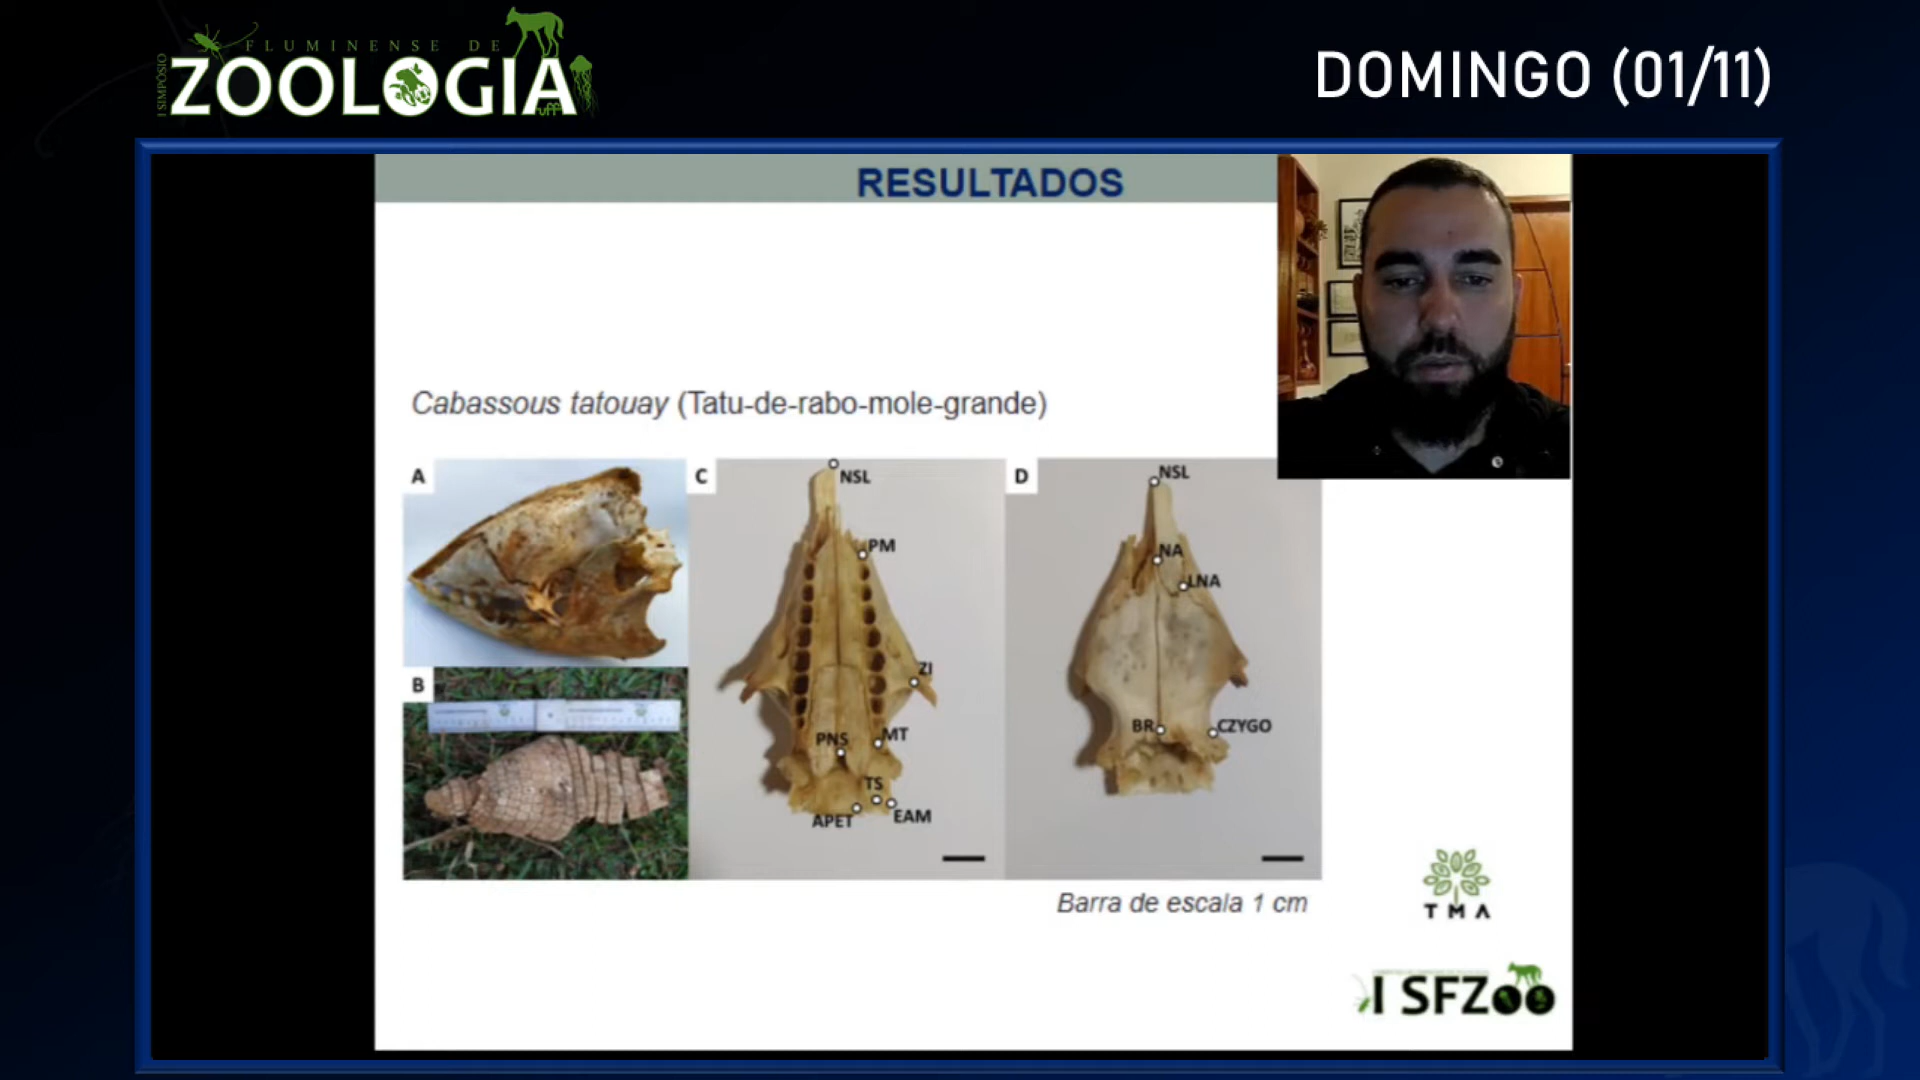 I SIMPÓSIO
FLUMINENSE DE
ZOOLOGIA
uff
DOMINGO (01/11)
RESULTADOS
Cabassous tatouay (Tatu-de-rabo-mole-grande)
A
B
C
NSL
PM
ZI
PNS
MT
TS
APET
EAM
D
NSL
NA
LNA
BR
CZYGO
Barra de escala 1 cm
TMA
I SFZoo